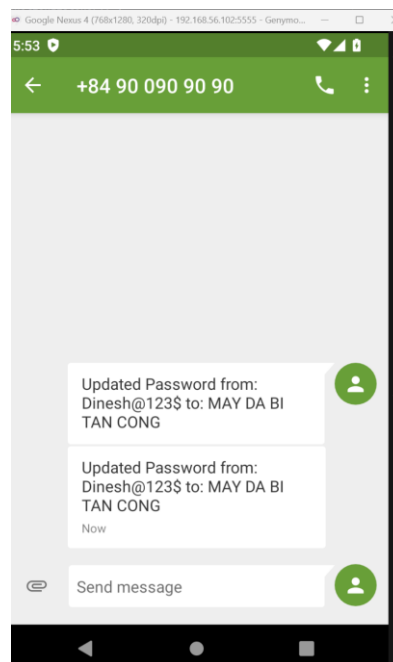 Google Nexus 4 (768x1280, 320dpi) - 192.168.56.102:5555 - Genymo...
5:53
+84 90 090 90 90
Updated Password from:
Dinesh@123$ to: MAY DA BI
TAN CONG
Updated Password from:
Dinesh@123$ to: MAY DA BI
TAN CONG
Now
Send message